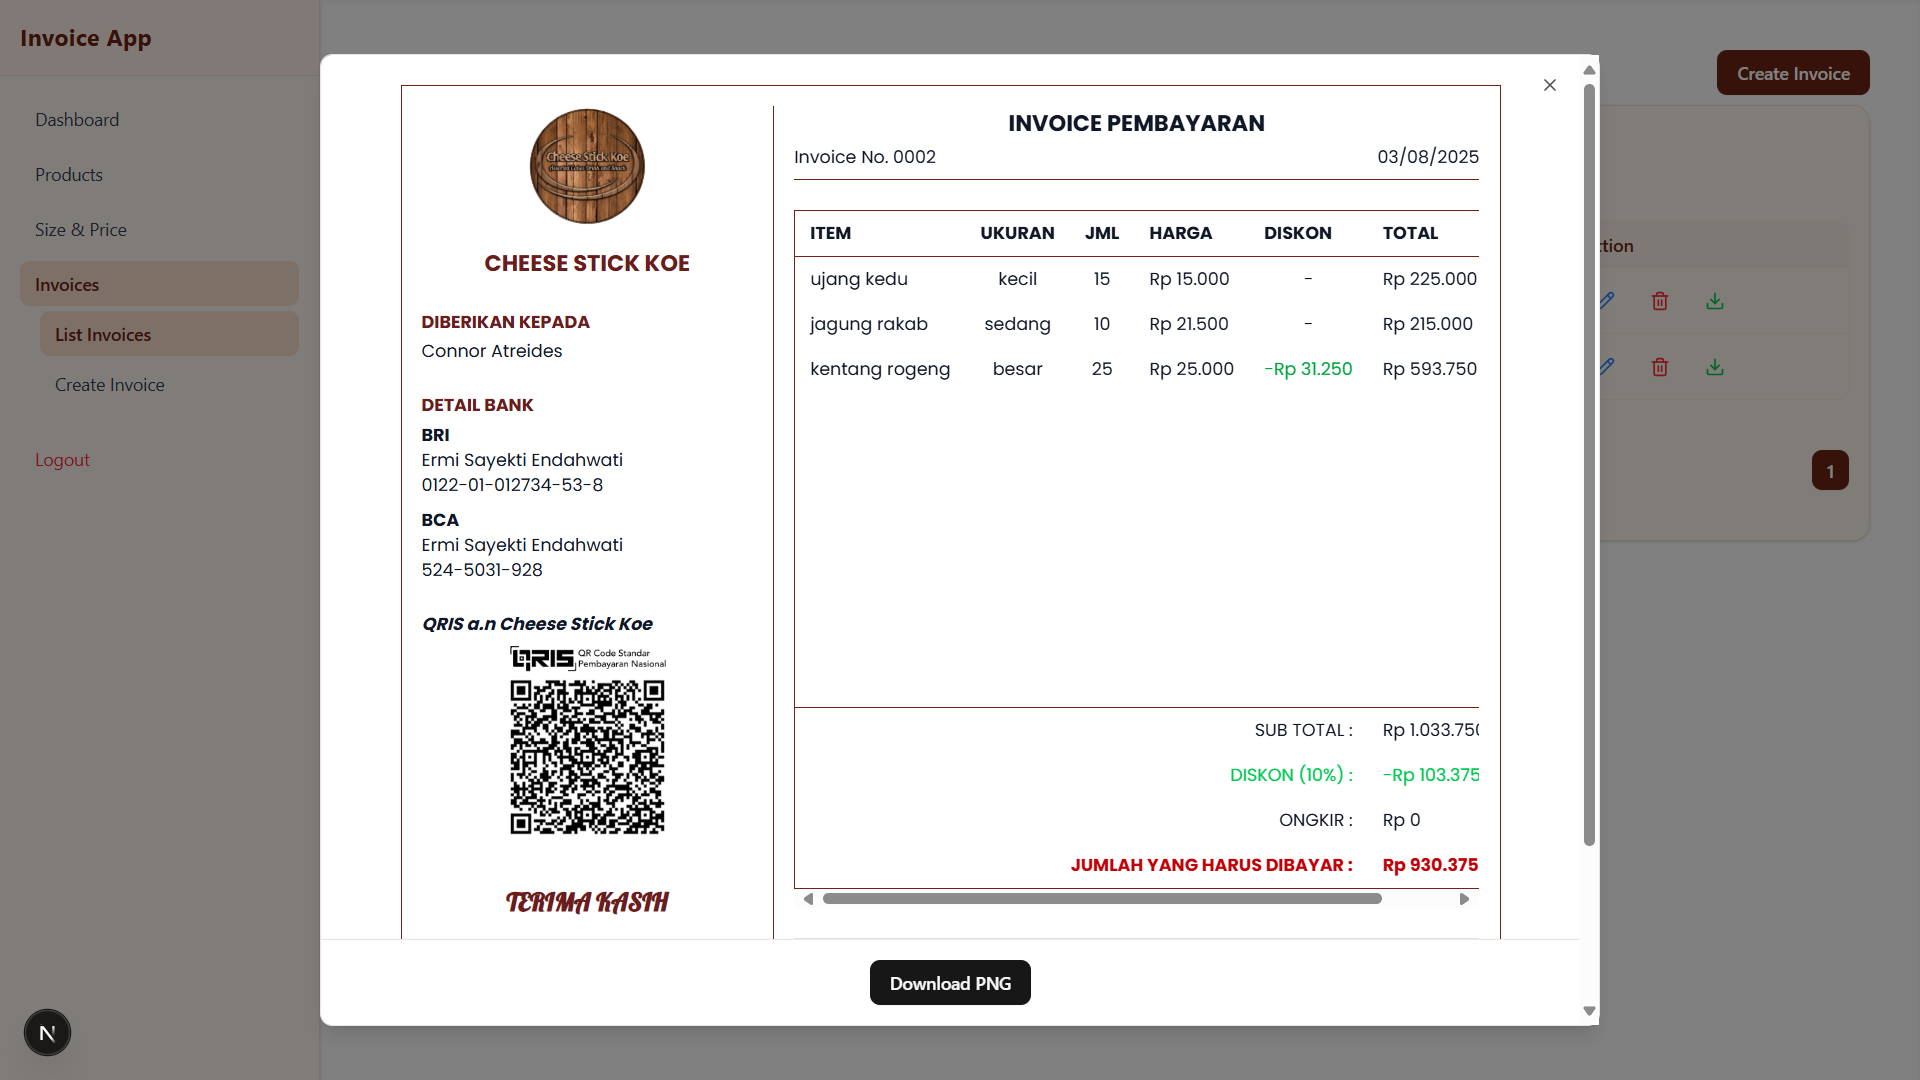 Invoice App
Dashboard
Products
Size & Price
Invoices
List Invoices
Create Invoice
Logout
N
Create Invoice
1
Cheese Stick Koe
CHEESE STICK KOE
DIBERIKAN KEPADA
Connor Atreides
DETAIL BANK
BRI
Ermi Sayekti Endahwati
0122-01-012734-53-8
BCA
Ermi Sayekti Endahwati
524-5031-928
QRIS a.n Cheese Stick Koe
QRIS QR Code Standar
Pembayaran Nasional
TERIMA KASIH
INVOICE PEMBAYARAN
Invoice No. 0002 03/08/2025
ITEM UKURAN JML HARGA DISKON TOTAL
ujang kedu kecil 15 Rp 15.000 - Rp 225.000
jagung rakab sedang 10 Rp 21.500 - Rp 215.000
kentang rogeng besar 25 Rp 25.000 -Rp 31.250 Rp 593.750
SUB TOTAL : Rp 1.033.750
DISKON (10%) : -Rp 103.375
ONGKIR : Rp 0
JUMLAH YANG HARUS DIBAYAR : Rp 930.375
Download PNG